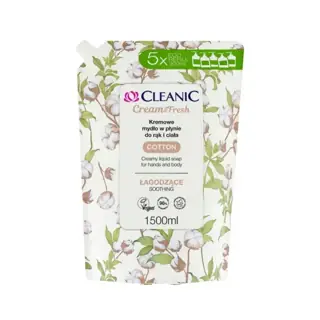 5x
CLEANIC
Cream&Fresh
Kremowe
mydło w płynie
do rąk i ciała
COTTON
Creamy liquid soap
for hands and body
ŁAGODZĄCE
SOOTHING
1500ml